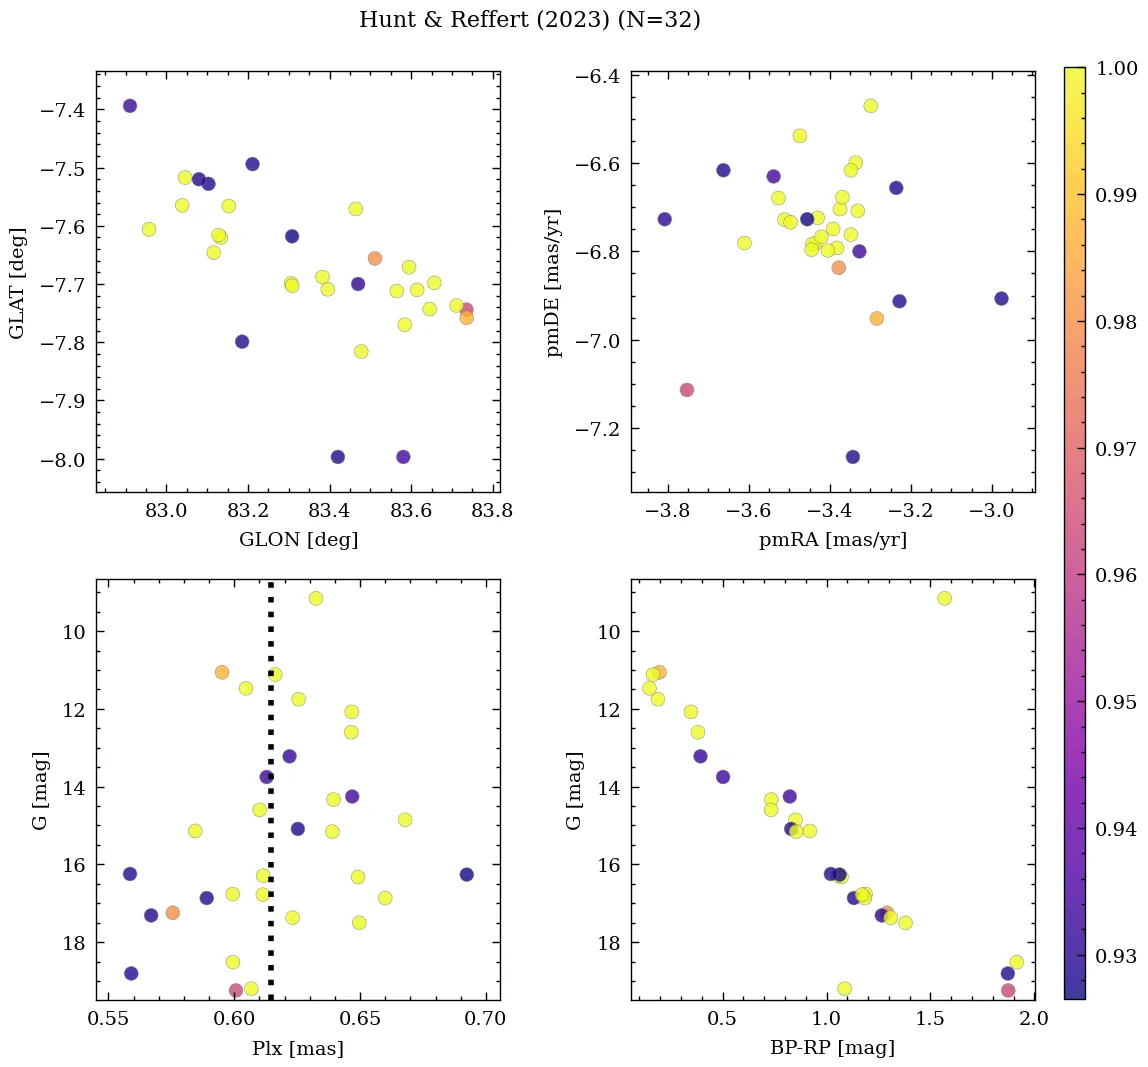 Hunt & Reffert (2023) (N=32)
−7.4
−7.5
−7.6
−7.7
−7.8
−7.9
−8.0
GLAT [deg]
83.0 83.2 83.4 83.6 83.8
GLON [deg]
−6.4
−6.6
−6.8
−7.0
−7.2
pmDE [mas/yr]
−3.8 −3.6 −3.4 −3.2 −3.0
pmRA [mas/yr]
10
12
14
16
18
G [mag]
0.55 0.60 0.65 0.70
Plx [mas]
10
12
14
16
18
G [mag]
0.5 1.0 1.5 2.0
BP-RP [mag]
1.00
0.99
0.98
0.97
0.96
0.95
0.94
0.93